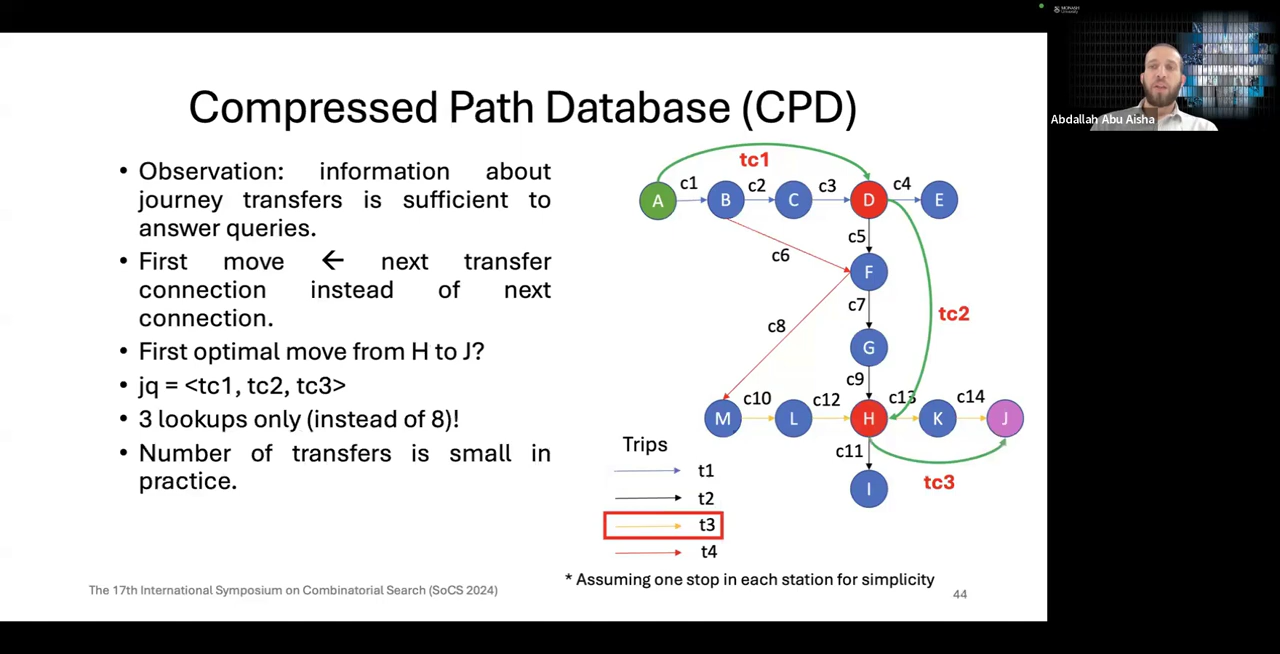 MONASH
University
Abdallah Abu Aisha
Compressed Path Database (CPD)
• Observation: information about
journey transfers is sufficient to
answer queries.
• First move ← next transfer
connection instead of next
connection.
• First optimal move from H to J?
• jq = <tc1, tc2, tc3>
• 3 lookups only (instead of 8)!
• Number of transfers is small in
practice.
tc1
A c1 B c2 C c3 D c4 E
c5
c6
F
c7
c8
tc2
G
c9
M c10 L c12 H c13 K c14 J
c11
tc3
I
Trips
t1
t2
t3
t4
* Assuming one stop in each station for simplicity
The 17th International Symposium on Combinatorial Search (SoCS 2024)
44